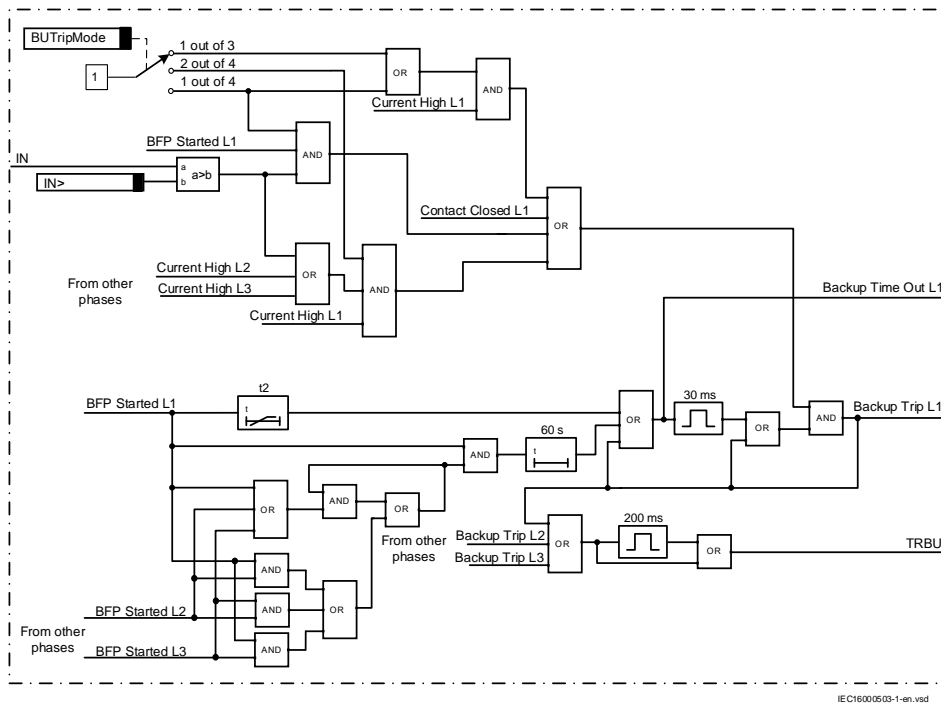 BUTripMode
1 out of 3
2 out of 4
1 out of 4
1
OR
AND
Current High L1
BFP Started L1
AND
IN
a
b
a>b
IN>
Contact Closed L1
OR
From other
phases
Current High L2
Current High L3
OR
AND
Current High L1
Backup Time Out L1
BFP Started L1
t2
t
OR
30 ms
OR
AND
Backup Trip L1
AND
60 s
t
OR
AND
OR
From other
phases
Backup Trip L2
Backup Trip L3
OR
200 ms
OR
TRBU
AND
AND
OR
AND
BFP Started L2
From other
phases
BFP Started L3
IEC16000503-1-en.vsd